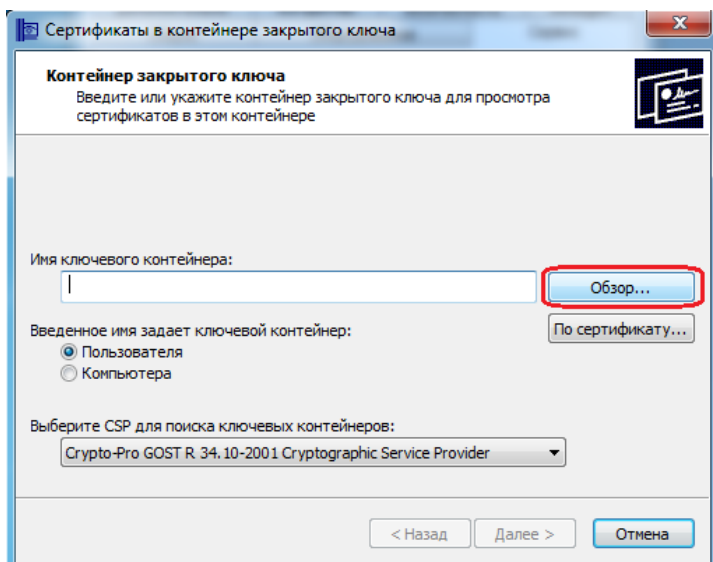 Сертификаты в контейнере закрытого ключа
Контейнер закрытого ключа
Введите или укажите контейнер закрытого ключа для просмотра
сертификатов в этом контейнере
Имя ключевого контейнера:
Обзор...
Введенное имя задает ключевой контейнер:
По сертификату...
Пользователя
Компьютера
Выберите CSP для поиска ключевых контейнеров:
Crypto-Pro GOST R 34.10-2001 Cryptographic Service Provider
< Назад
Далее >
Отмена